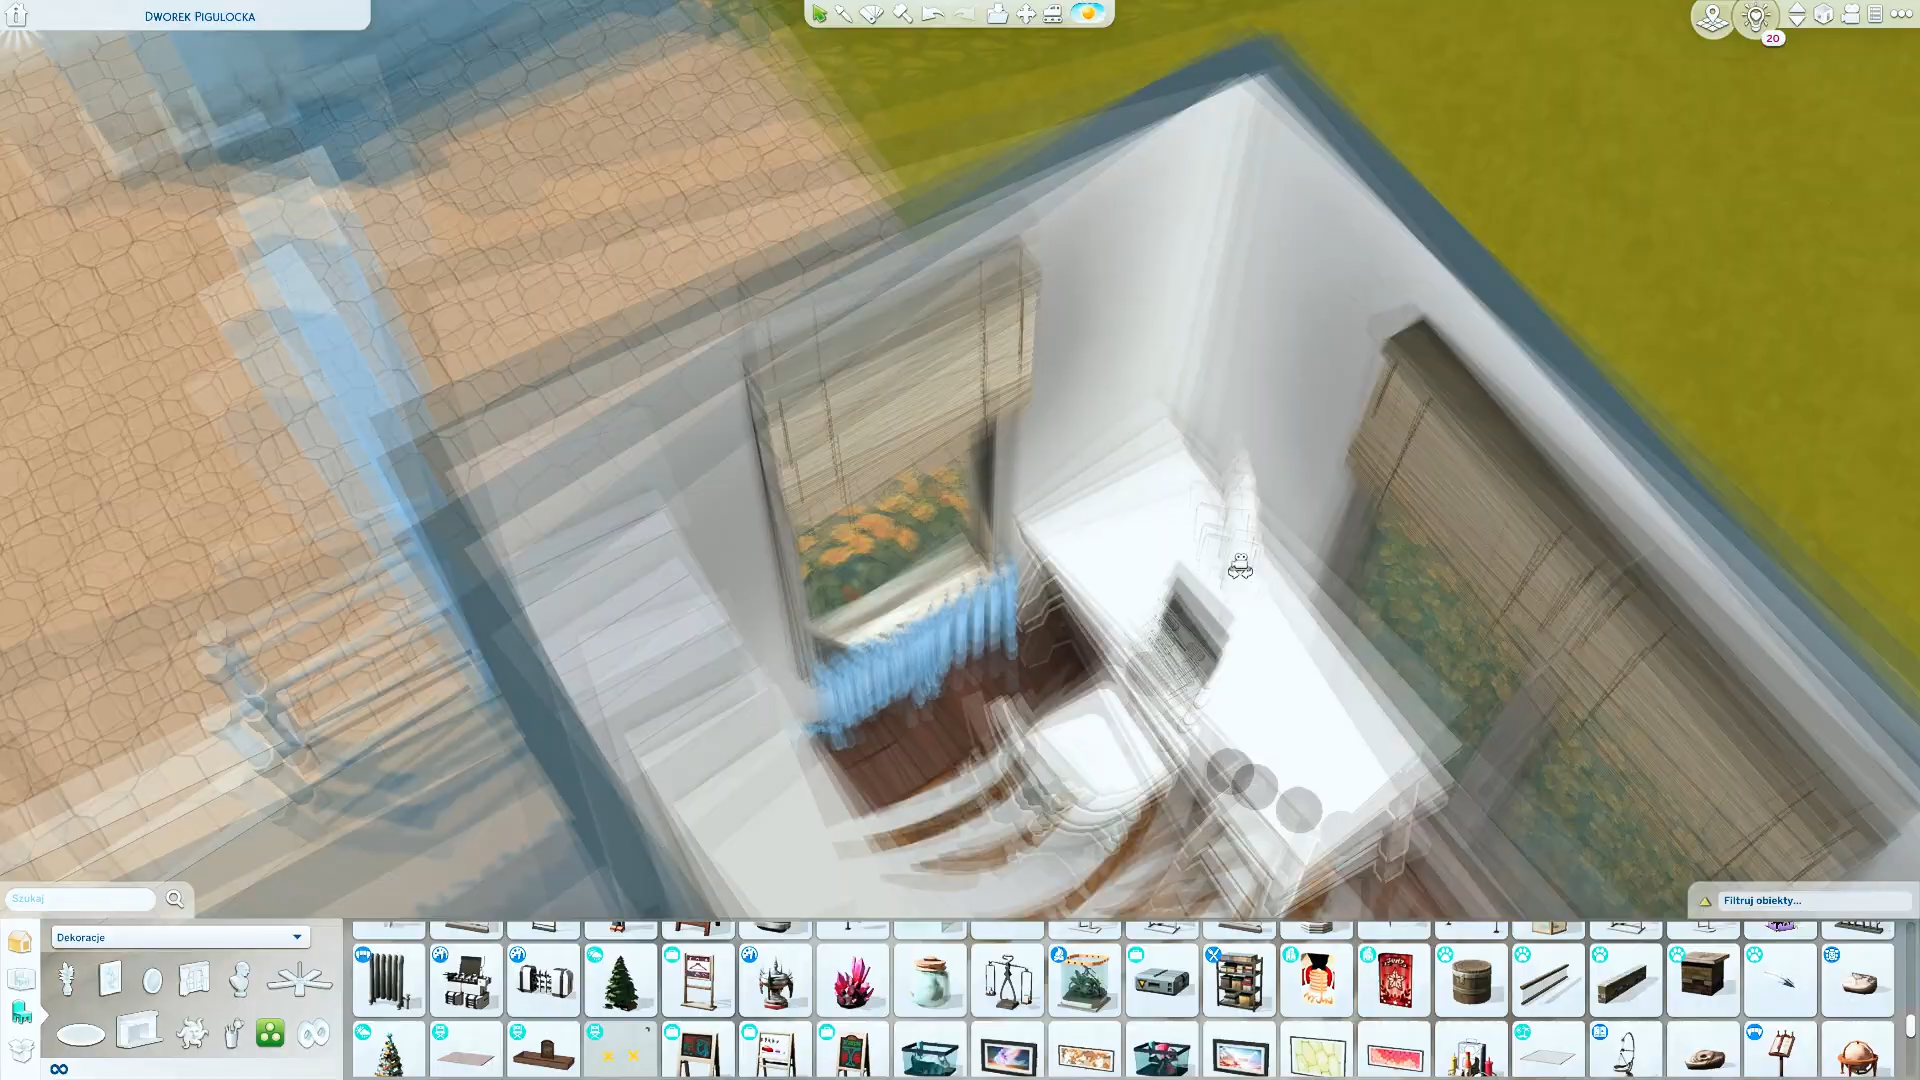 DWOREK PIGULOCKA
20
Szukaj
Filtruj obiekty...
Dekoracje